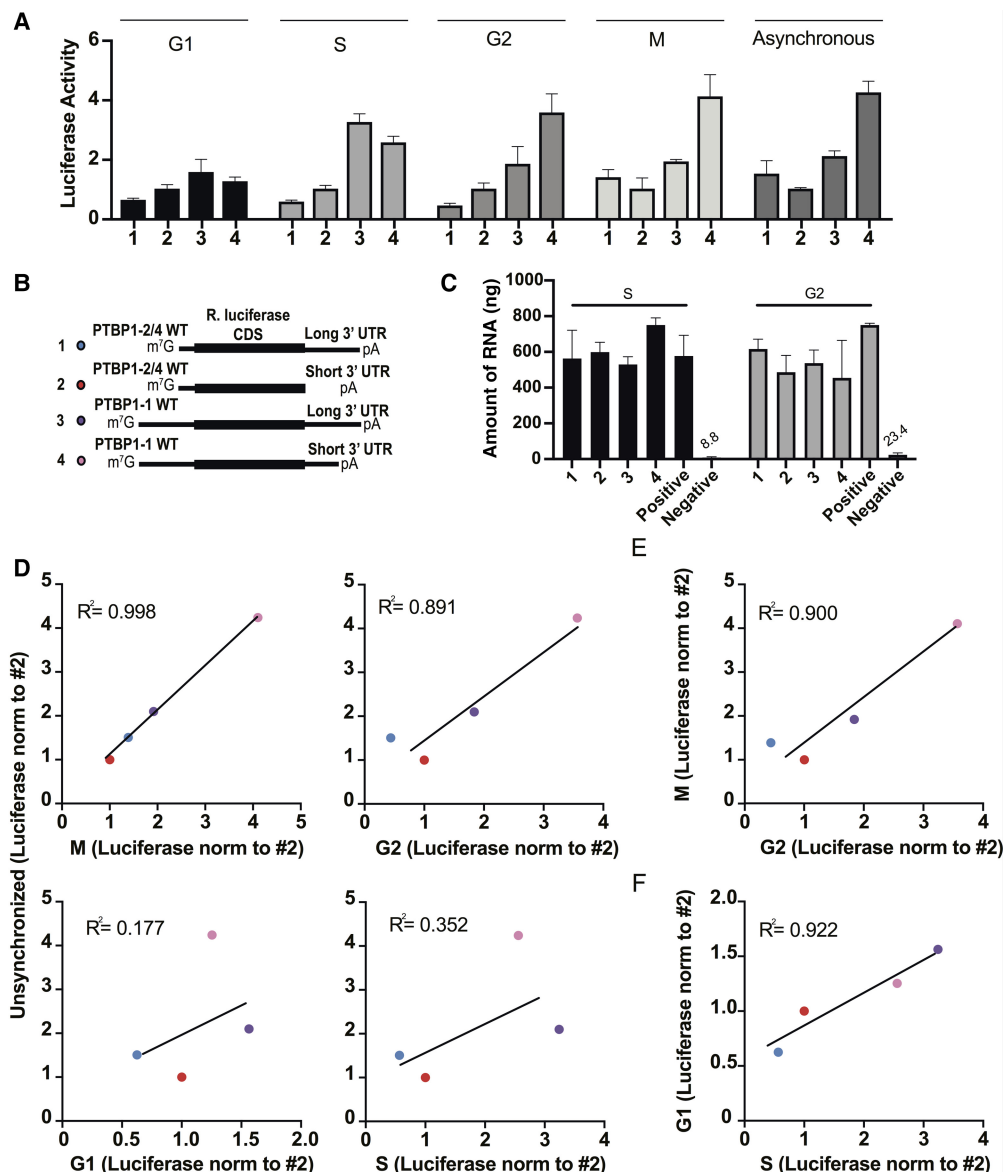 A
G1 S G2 M Asynchronous
Luciferase Activity
6
4
2
0
1 2 3 4 1 2 3 4 1 2 3 4 1 2 3 4 1 2 3 4
B
R. luciferase
CDS
1 PTBP1-2/4 WT Long 3' UTR
m⁷G pA
2 PTBP1-2/4 WT Short 3' UTR
m⁷G pA
3 PTBP1-1 WT Long 3' UTR
m⁷G pA
4 PTBP1-1 WT Short 3' UTR
m⁷G pA
C
Amount of RNA (ng)
1000
800
600
400
200
0
S G2
8.8 23.4
1 2 3 4 Positive Negative 1 2 3 4 Positive Negative
D
Unsynchronized (Luciferase norm to #2)
R²= 0.998
5
4
3
2
1
0
0 1 2 3 4 5
M (Luciferase norm to #2)
R²= 0.891
5
4
3
2
1
0
0 1 2 3 4
G2 (Luciferase norm to #2)
E
M (Luciferase norm to #2)
R²= 0.900
5
4
3
2
1
0
0 1 2 3 4
G2 (Luciferase norm to #2)
R²= 0.177
5
4
3
2
1
0
0 0.5 1.0 1.5 2.0
G1 (Luciferase norm to #2)
R²= 0.352
5
4
3
2
1
0
0 1 2 3 4
S (Luciferase norm to #2)
F
G1 (Luciferase norm to #2)
R²= 0.922
2.0
1.5
1.0
0.5
0
0 1 2 3 4
S (Luciferase norm to #2)